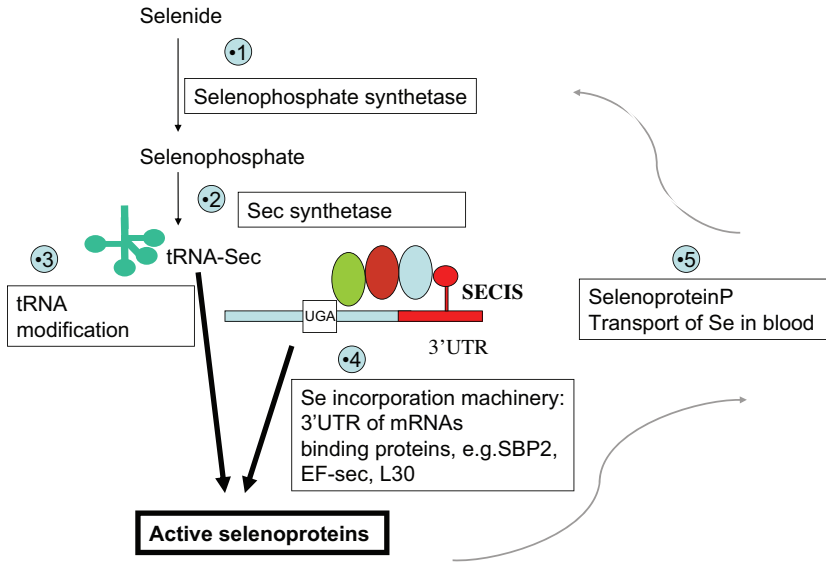 Selenide
•1
Selenophosphate synthetase
Selenophosphate
•2
Sec synthetase
•3
tRNA-Sec
tRNA
modification
SECIS
UGA
3’UTR
•4
Se incorporation machinery:
3’UTR of mRNAs
binding proteins, e.g.SBP2,
EF-sec, L30
•5
SelenoproteinP
Transport of Se in blood
Active selenoproteins